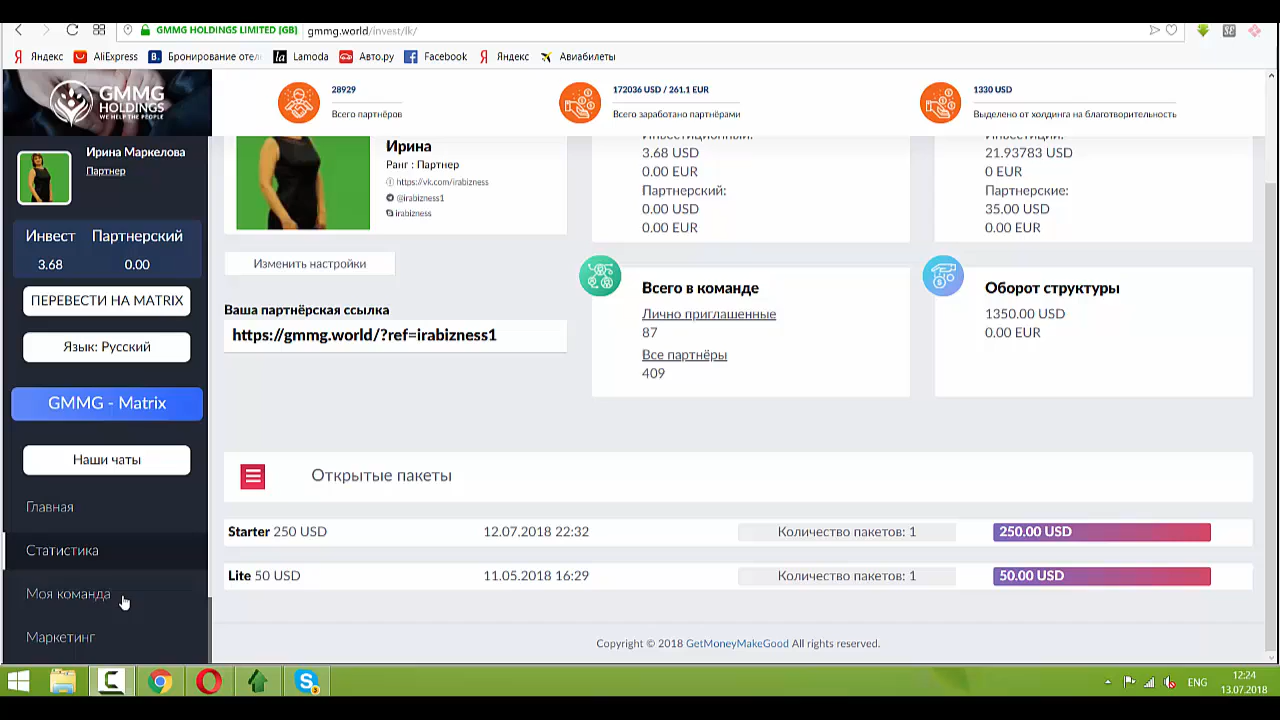 GMMG HOLDINGS LIMITED [GB]
gmmg.world/invest/lk/
Яндекс
AliExpress
Бронирование отел
Lamoda
Авто.ру
Facebook
Яндекс
Авиабилеты
GMMG
HOLDINGS
WE HELP THE PEOPLE
28929
Всего партнёров
172036 USD / 261.1 EUR
Всего заработано партнёрами
1330 USD
Выделено от холдинга на благотворительность
Ирина Маркелова
Партнер
Инвест Партнерский
3.68 0.00
ПЕРЕВЕСТИ НА MATRIX
Язык: Русский
GMMG - Matrix
Наши чаты
Главная
Статистика
Моя команда
Маркетинг
Ирина
Ранг : Партнер
https://vk.com/irabizness
@irabizness1
irabizness
Изменить настройки
Ваша партнёрская ссылка
https://gmmg.world/?ref=irabizness1
Инвестиционный:
3.68 USD
0.00 EUR
Партнерский:
0.00 USD
0.00 EUR
Инвестиции:
21.93783 USD
0 EUR
Партнерские:
35.00 USD
0.00 EUR
Всего в команде
Лично приглашенные
87
Все партнёры
409
Оборот структуры
1350.00 USD
0.00 EUR
Открытые пакеты
Starter 250 USD 12.07.2018 22:32 Количество пакетов: 1 250.00 USD
Lite 50 USD 11.05.2018 16:29 Количество пакетов: 1 50.00 USD
Copyright © 2018 GetMoneyMakeGood All rights reserved.
ENG
12:24
13.07.2018